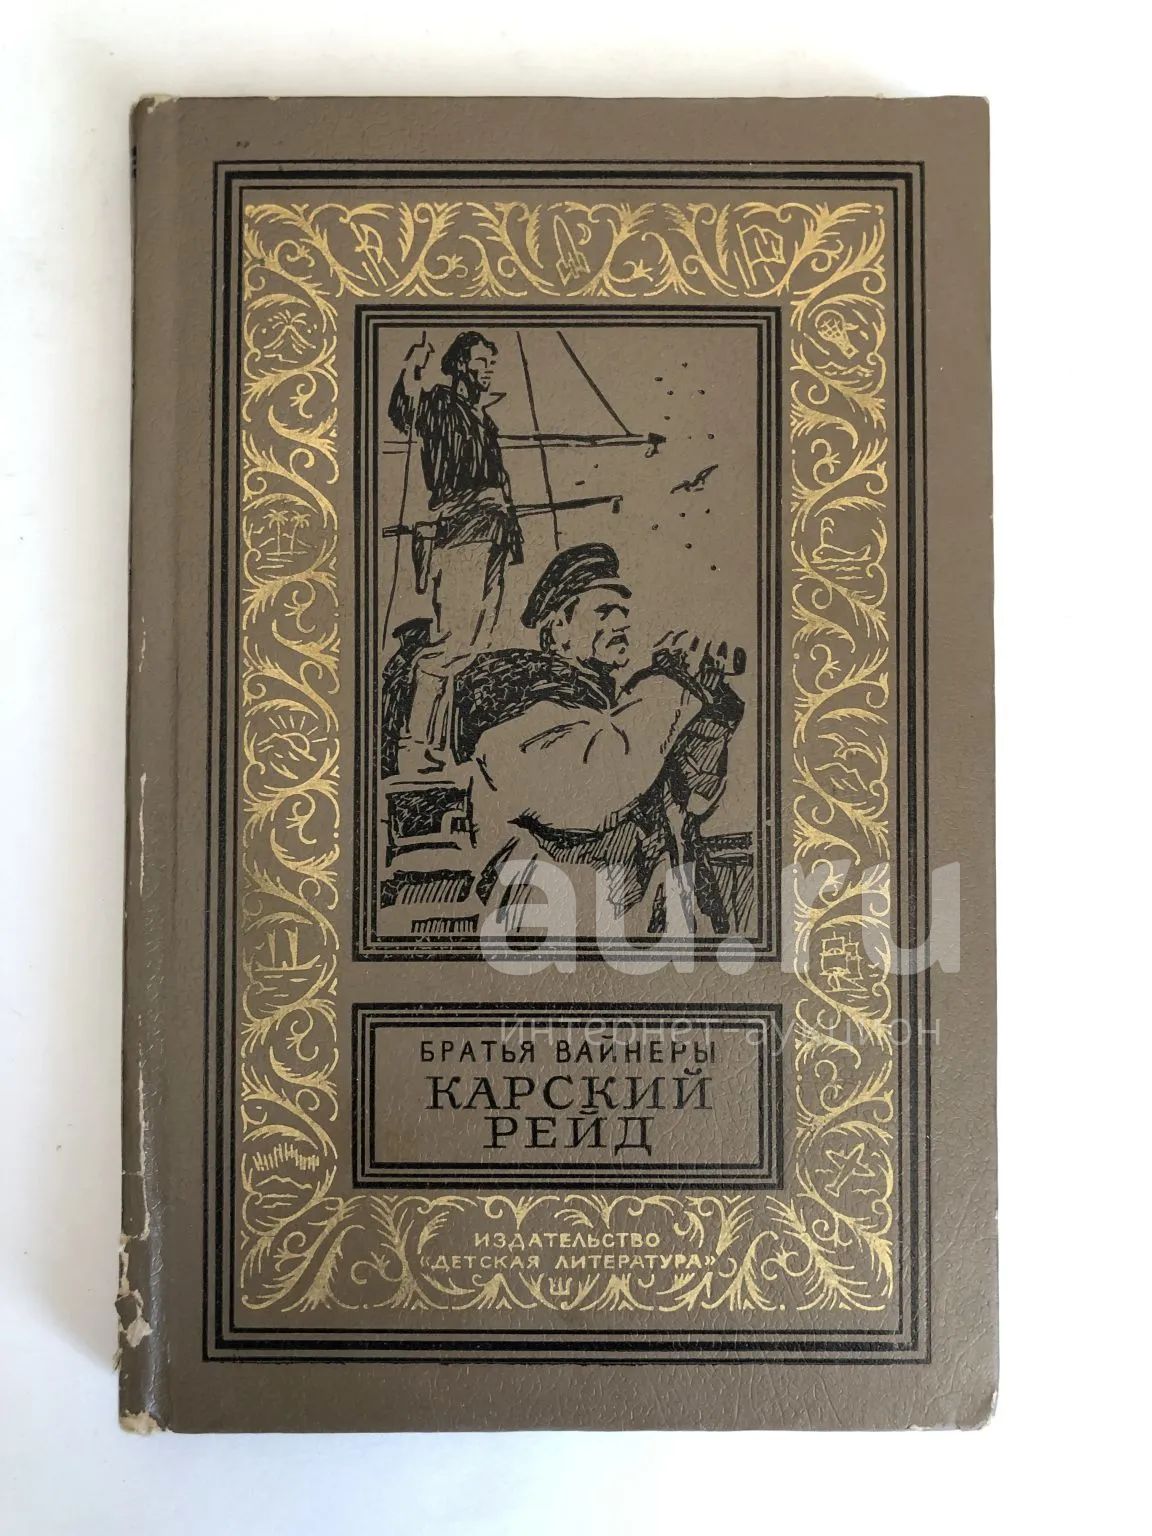 БРАТЬЯ ВАЙНЕРЫ
КАРСКИЙ
РЕЙД
ИЗДАТЕЛЬСТВО
«ДЕТСКАЯ ЛИТЕРАТУРА»
au.ru
интернет-аукцион